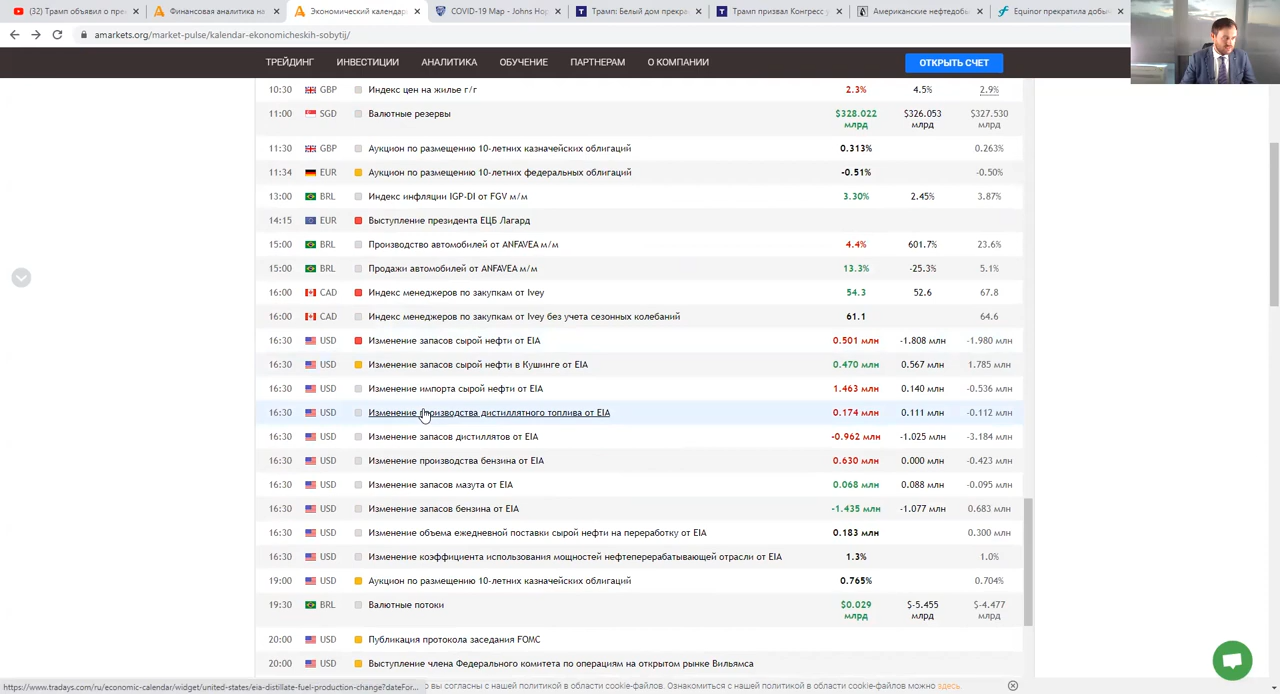 (32) Трамп объявил о пре
Финансовая аналитика на
Экономический календар
COVID-19 Map - Johns Hop
Трамп: Белый дом прекра
Трамп призвал Конгресс у
Американские нефтедобы
Equinor прекратила добыч
amarkets.org/market-pulse/kalendar-ekonomicheskih-sobytij/
ТРЕЙДИНГ ИНВЕСТИЦИИ АНАЛИТИКА ОБУЧЕНИЕ ПАРТНЕРАМ О КОМПАНИИ ОТКРЫТЬ СЧЕТ
10:30 GBP Индекс цен на жилье г/г 2.3% 4.5% 2.9%
11:00 SGD Валютные резервы $328.022 млрд $326.053 млрд $327.530 млрд
11:30 GBP Аукцион по размещению 10-летних казначейских облигаций 0.313% 0.263%
11:34 EUR Аукцион по размещению 10-летних федеральных облигаций -0.51% -0.50%
13:00 BRL Индекс инфляции IGP-DI от FGV м/м 3.30% 2.45% 3.87%
14:15 EUR Выступление президента ЕЦБ Лагард
15:00 BRL Производство автомобилей от ANFAVEA м/м 4.4% 601.7% 23.6%
15:00 BRL Продажи автомобилей от ANFAVEA м/м 13.3% -25.3% 5.1%
16:00 CAD Индекс менеджеров по закупкам от Ivey 54.3 52.6 67.8
16:00 CAD Индекс менеджеров по закупкам от Ivey без учета сезонных колебаний 61.1 64.6
16:30 USD Изменение запасов сырой нефти от EIA 0.501 млн -1.808 млн -1.980 млн
16:30 USD Изменение запасов сырой нефти в Кушинге от EIA 0.470 млн 0.567 млн 1.785 млн
16:30 USD Изменение импорта сырой нефти от EIA 1.463 млн 0.140 млн -0.536 млн
16:30 USD Изменение производства дистиллятного топлива от EIA 0.174 млн 0.111 млн -0.112 млн
16:30 USD Изменение запасов дистиллятов от EIA -0.962 млн -1.025 млн -3.184 млн
16:30 USD Изменение производства бензина от EIA 0.630 млн 0.000 млн -0.423 млн
16:30 USD Изменение запасов мазута от EIA 0.068 млн 0.088 млн -0.095 млн
16:30 USD Изменение запасов бензина от EIA -1.435 млн -1.077 млн 0.683 млн
16:30 USD Изменение объема ежедневной поставки сырой нефти на переработку от EIA 0.183 млн 0.300 млн
16:30 USD Изменение коэффициента использования мощностей нефтеперерабатывающей отрасли от EIA 1.3% 1.0%
19:00 USD Аукцион по размещению 10-летних казначейских облигаций 0.765% 0.704%
19:30 BRL Валютные потоки $0.029 млрд $-5.455 млрд $-4.477 млрд
20:00 USD Публикация протокола заседания FOMC
20:00 USD Выступление члена Федерального комитета по операциям на открытом рынке Вильямса
https://www.tradays.com/ru/economic-calendar/widget/united-states/eia-distillate-fuel-production-change?dateFor...
вы согласны с нашей политикой в области cookie-файлов. Ознакомиться с нашей политикой в области cookie-файлов можно здесь.